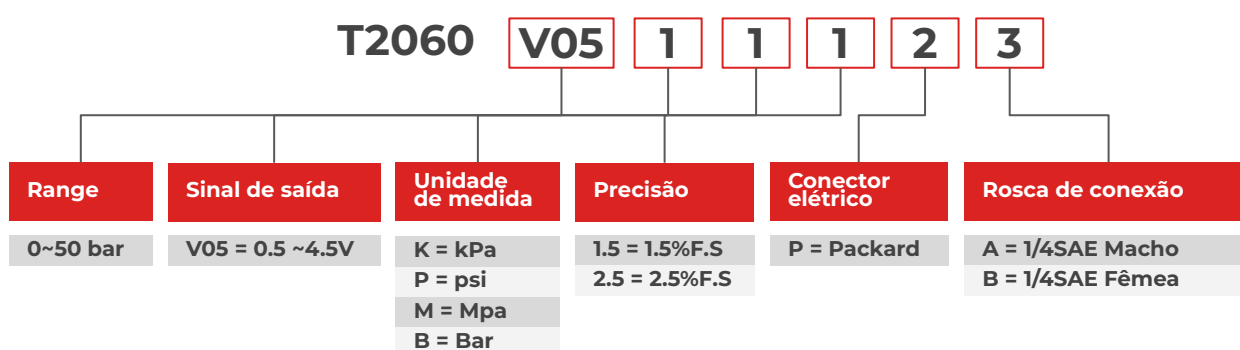 T2060 V05 1 1 1 2 3
Range
Sinal de saída
Unidade
de medida
Precisão
Conector
elétrico
Rosca de conexão
0~50 bar
V05 = 0.5 ~4.5V
K = kPa
P = psi
M = Mpa
B = Bar
1.5 = 1.5%F.S
2.5 = 2.5%F.S
P = Packard
A = 1/4SAE Macho
B = 1/4SAE Fêmea